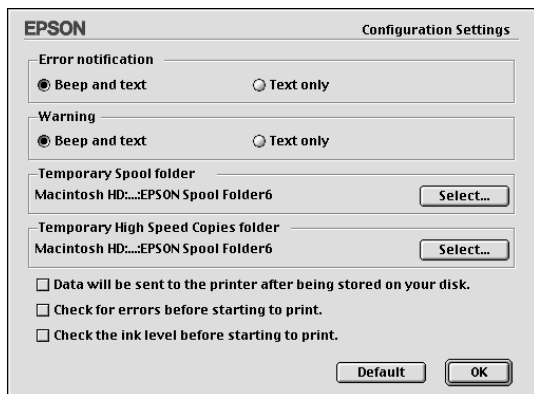 EPSON Configuration Settings
Error notification
Beep and text Text only
Warning
Beep and text Text only
Temporary Spool folder
Macintosh HD:...:EPSON Spool Folder6 Select...
Temporary High Speed Copies folder
Macintosh HD:...:EPSON Spool Folder6 Select...
Data will be sent to the printer after being stored on your disk.
Check for errors before starting to print.
Check the ink level before starting to print.
Default OK